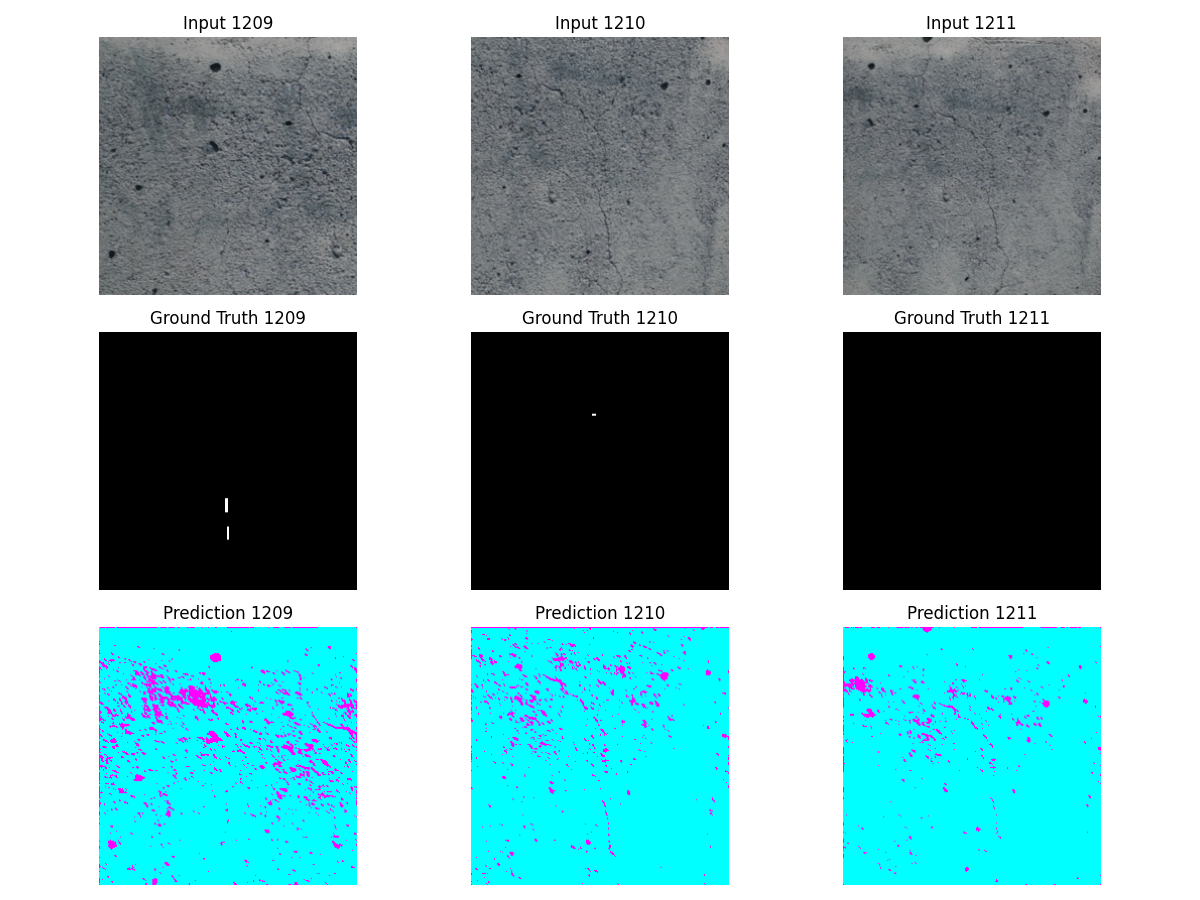 Input 1209
Input 1210
Input 1211
Ground Truth 1209
Ground Truth 1210
Ground Truth 1211
Prediction 1209
Prediction 1210
Prediction 1211